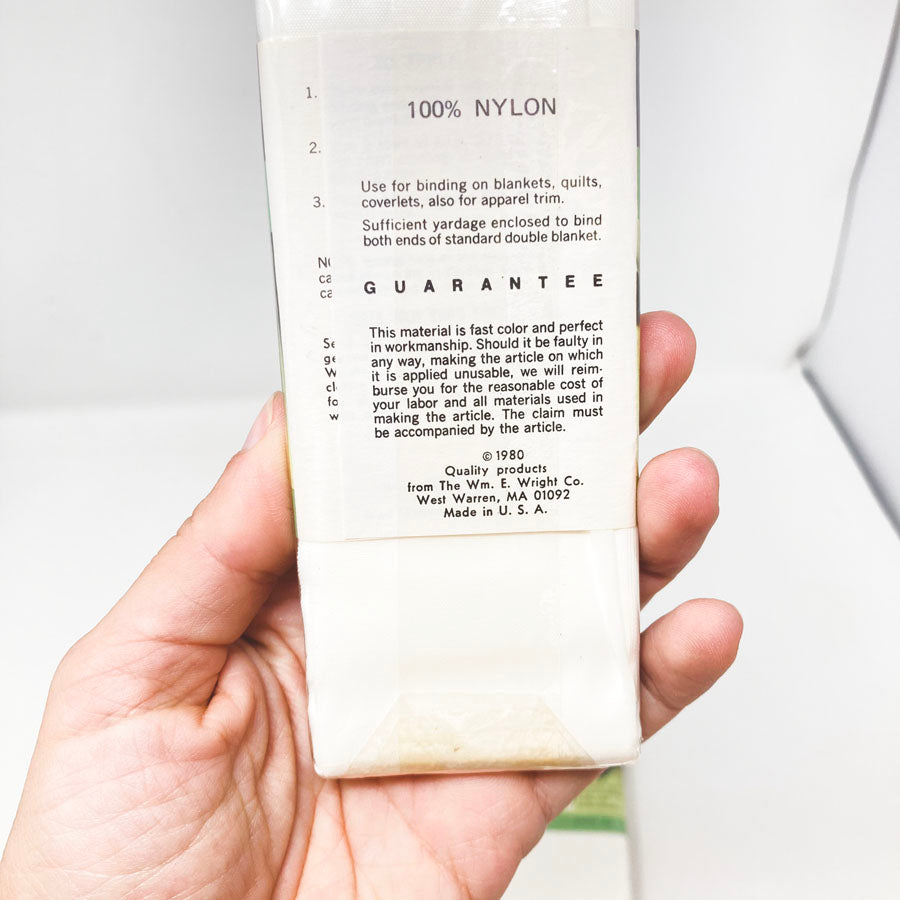 1.
100% NYLON
2.
Use for binding on blankets, quilts,
3.
coverlets, also for apparel trim.
Sufficient yardage enclosed to bind
both ends of standard double blanket.
ca
ca
GUARANTEE
This material is fast color and perfect
in workmanship. Should it be faulty in
any way, making the article on which
it is applied unusable, we will reim-
burse you for the reasonable cost of
your labor and all materials used in
making the article. The claim must
be accompanied by the article.
ge
W
cl
fo
w
© 1980
Quality products
from The Wm. E. Wright Co.
West Warren, MA 01092
Made in U. S. A.